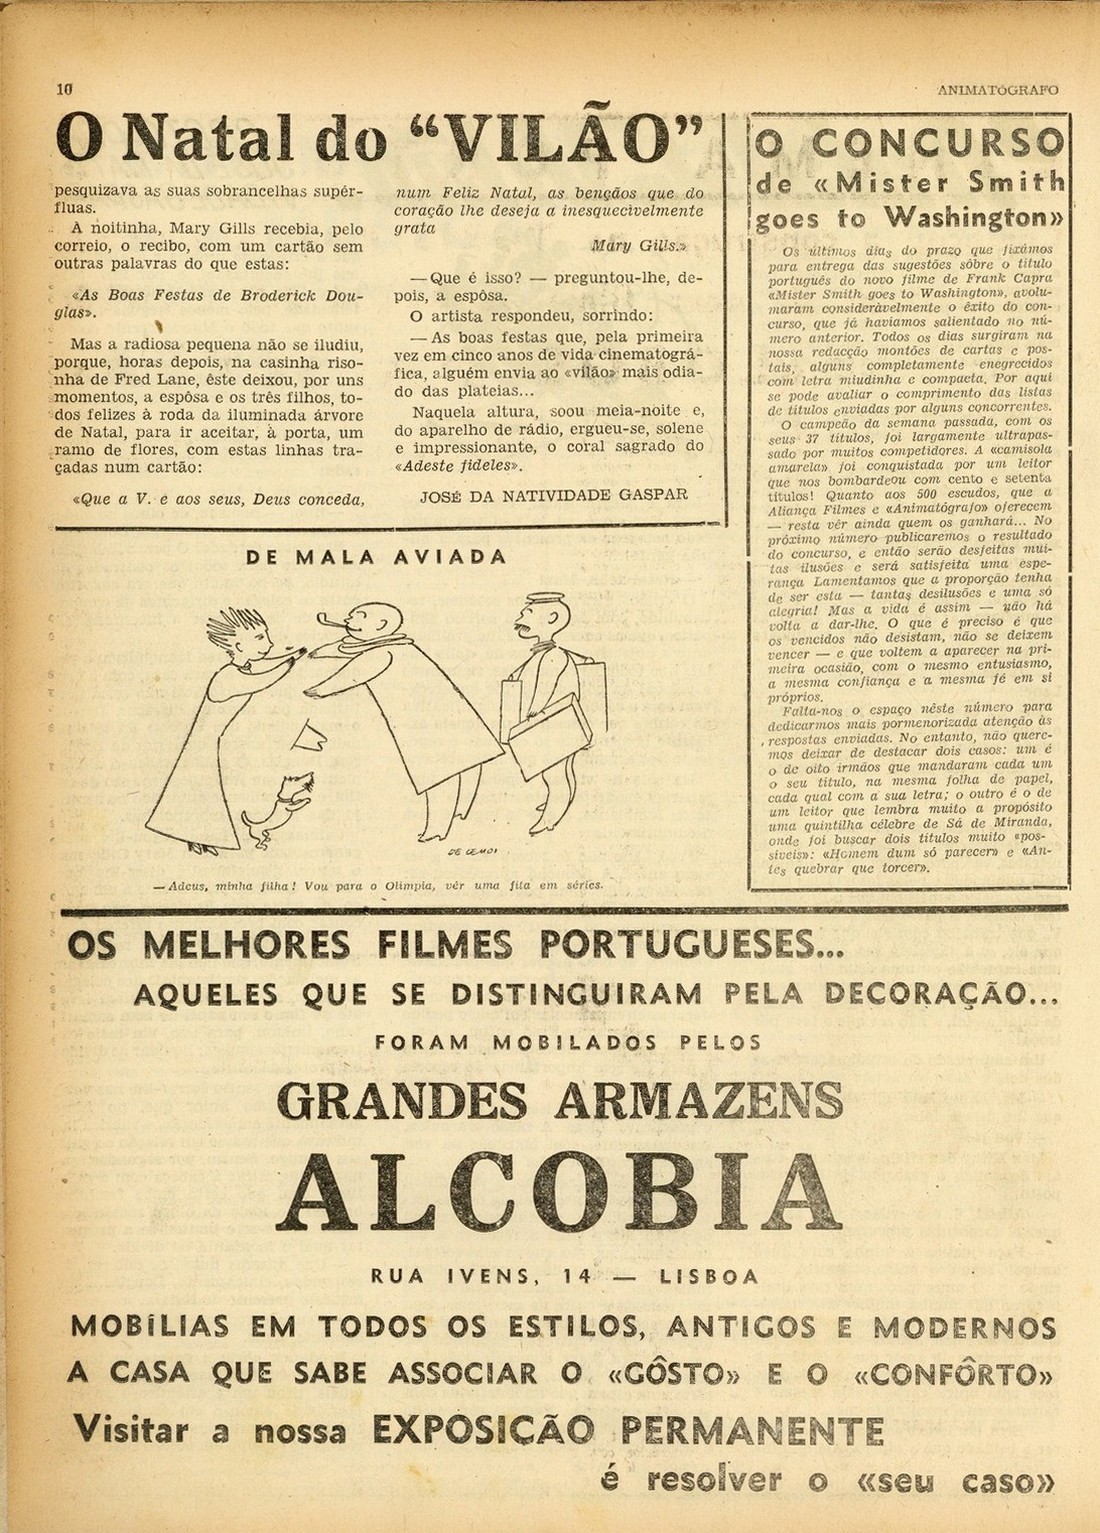 10
ANIMATÓGRAFO
O Natal do “VILÃO”
pesquizava as suas sobrancelhas supér-
fluas.
À noitinha, Mary Gills recebia, pelo
correio, o recibo, com um cartão sem
outras palavras do que estas:
«As Boas Festas de Broderick Dou-
glas».
Mas a radiosa pequena não se iludiu,
porque, horas depois, na casinha riso-
nha de Fred Lane, êste deixou, por uns
momentos, a espôsa e os três filhos, to-
dos felizes à roda da iluminada árvore
de Natal, para ir aceitar, à porta, um
ramo de flores, com estas linhas tra-
çadas num cartão:
«Que a V. e aos seus, Deus conceda,
num Feliz Natal, as bençãos que do
coração lhe deseja a inesquecivelmente
grata
Mary Gills.»
—Que é isso? — preguntou-lhe, de-
pois, a espôsa.
O artista respondeu, sorrindo:
—As boas festas que, pela primeira
vez em cinco anos de vida cinematográ-
fica, alguém envia ao «vilão» mais odia-
do das plateias...
Naquela altura, soou meia-noite e,
do aparelho de rádio, ergueu-se, solene
e impressionante, o coral sagrado do
«Adeste fideles».
JOSÉ DA NATIVIDADE GASPAR
O CONCURSO
de «Mister Smith
goes to Washington»
Os últimos dias do prazo que fixámos
para entrega das sugestões sôbre o título
português do novo filme de Frank Capra
«Mister Smith goes to Washington», avolu-
maram consideràvelmente o êxito do con-
curso, que já havíamos salientado no nú-
mero anterior. Todos os dias surgiram na
nossa redacção montões de cartas e pos-
tais, alguns completamente enegrecidos
com letra miudinha e compacta. Por aqui
se pode avaliar o comprimento das listas
de títulos enviadas por alguns concorrentes.
O campeão da semana passada, com os
seus 37 títulos, foi largamente ultrapas-
sado por muitos competidores. A «camisola
amarela» foi conquistada por um leitor
que nos bombardeou com cento e setenta
títulos! Quanto aos 500 escudos, que a
Aliança Filmes e «Animatógrafo» oferecem
— resta vêr ainda quem os ganhará... No
próximo número publicaremos o resultado
do concurso, e então serão desfeitas mui-
tas ilusões e será satisfeita uma espe-
rança Lamentamos que a proporção tenha
de ser esta — tantas desilusões e uma só
alegria! Mas a vida é assim — não há
volta a dar-lhe. O que é preciso é que
os vencidos não desistam, não se deixem
vencer — e que voltem a aparecer na pri-
meira ocasião, com o mesmo entusiasmo,
a mesma confiança e a mesma fé em si
próprios.
Falta-nos o espaço nêste número para
dedicarmos mais pormenorizada atenção às
respostas enviadas. No entanto, não quere-
mos deixar de destacar dois casos: um é
o de oito irmãos que mandaram cada um
o seu título, na mesma folha de papel,
cada qual com a sua letra; o outro é o de
um leitor que lembra muito a propósito
uma quintilha célebre de Sá de Miranda,
onde foi buscar dois títulos muito «pos-
síveis»: «Homem dum só parecer» e «An-
tes quebrar que torcer».
DE MALA AVIADA
DE LEMOS
—Adeus, minha filha! Vou para o Olímpia, vêr uma fita em séries.
OS MELHORES FILMES PORTUGUESES...
AQUELES QUE SE DISTINGUIRAM PELA DECORAÇÃO...
FORAM MOBILADOS PELOS
GRANDES ARMAZENS
ALCOBIA
RUA IVENS, 14 — LISBOA
MOBÍLIAS EM TODOS OS ESTILOS, ANTIGOS E MODERNOS
A CASA QUE SABE ASSOCIAR O «GÔSTO» E O «CONFÔRTO»
Visitar a nossa EXPOSIÇÃO PERMANENTE
é resolver o «seu caso»